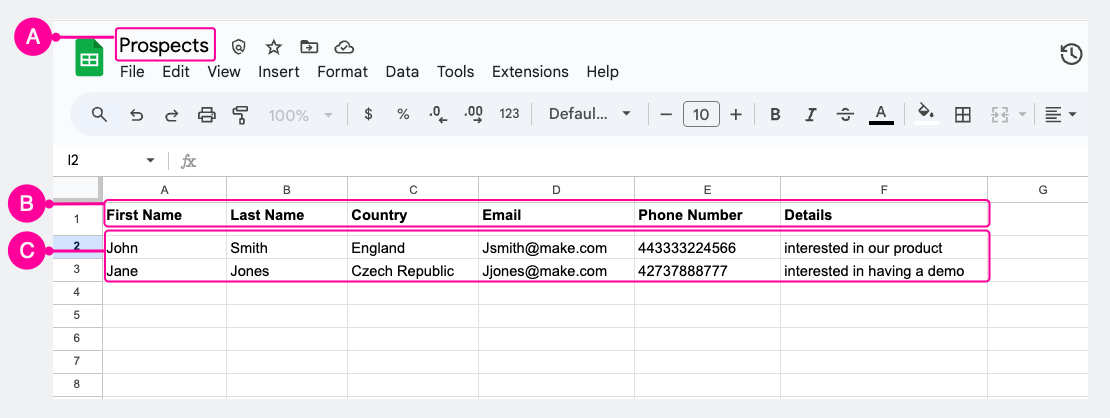 A Prospects
File Edit View Insert Format Data Tools Extensions Help
100% $ % .0 .00 123 Defaul... − 10 + B I S A
I2 fx
A B C D E F G
B 1 First Name Last Name Country Email Phone Number Details
C 2 John Smith England Jsmith@make.com 443333224566 interested in our product
3 Jane Jones Czech Republic Jjones@make.com 42737888777 interested in having a demo
4
5
6
7
8